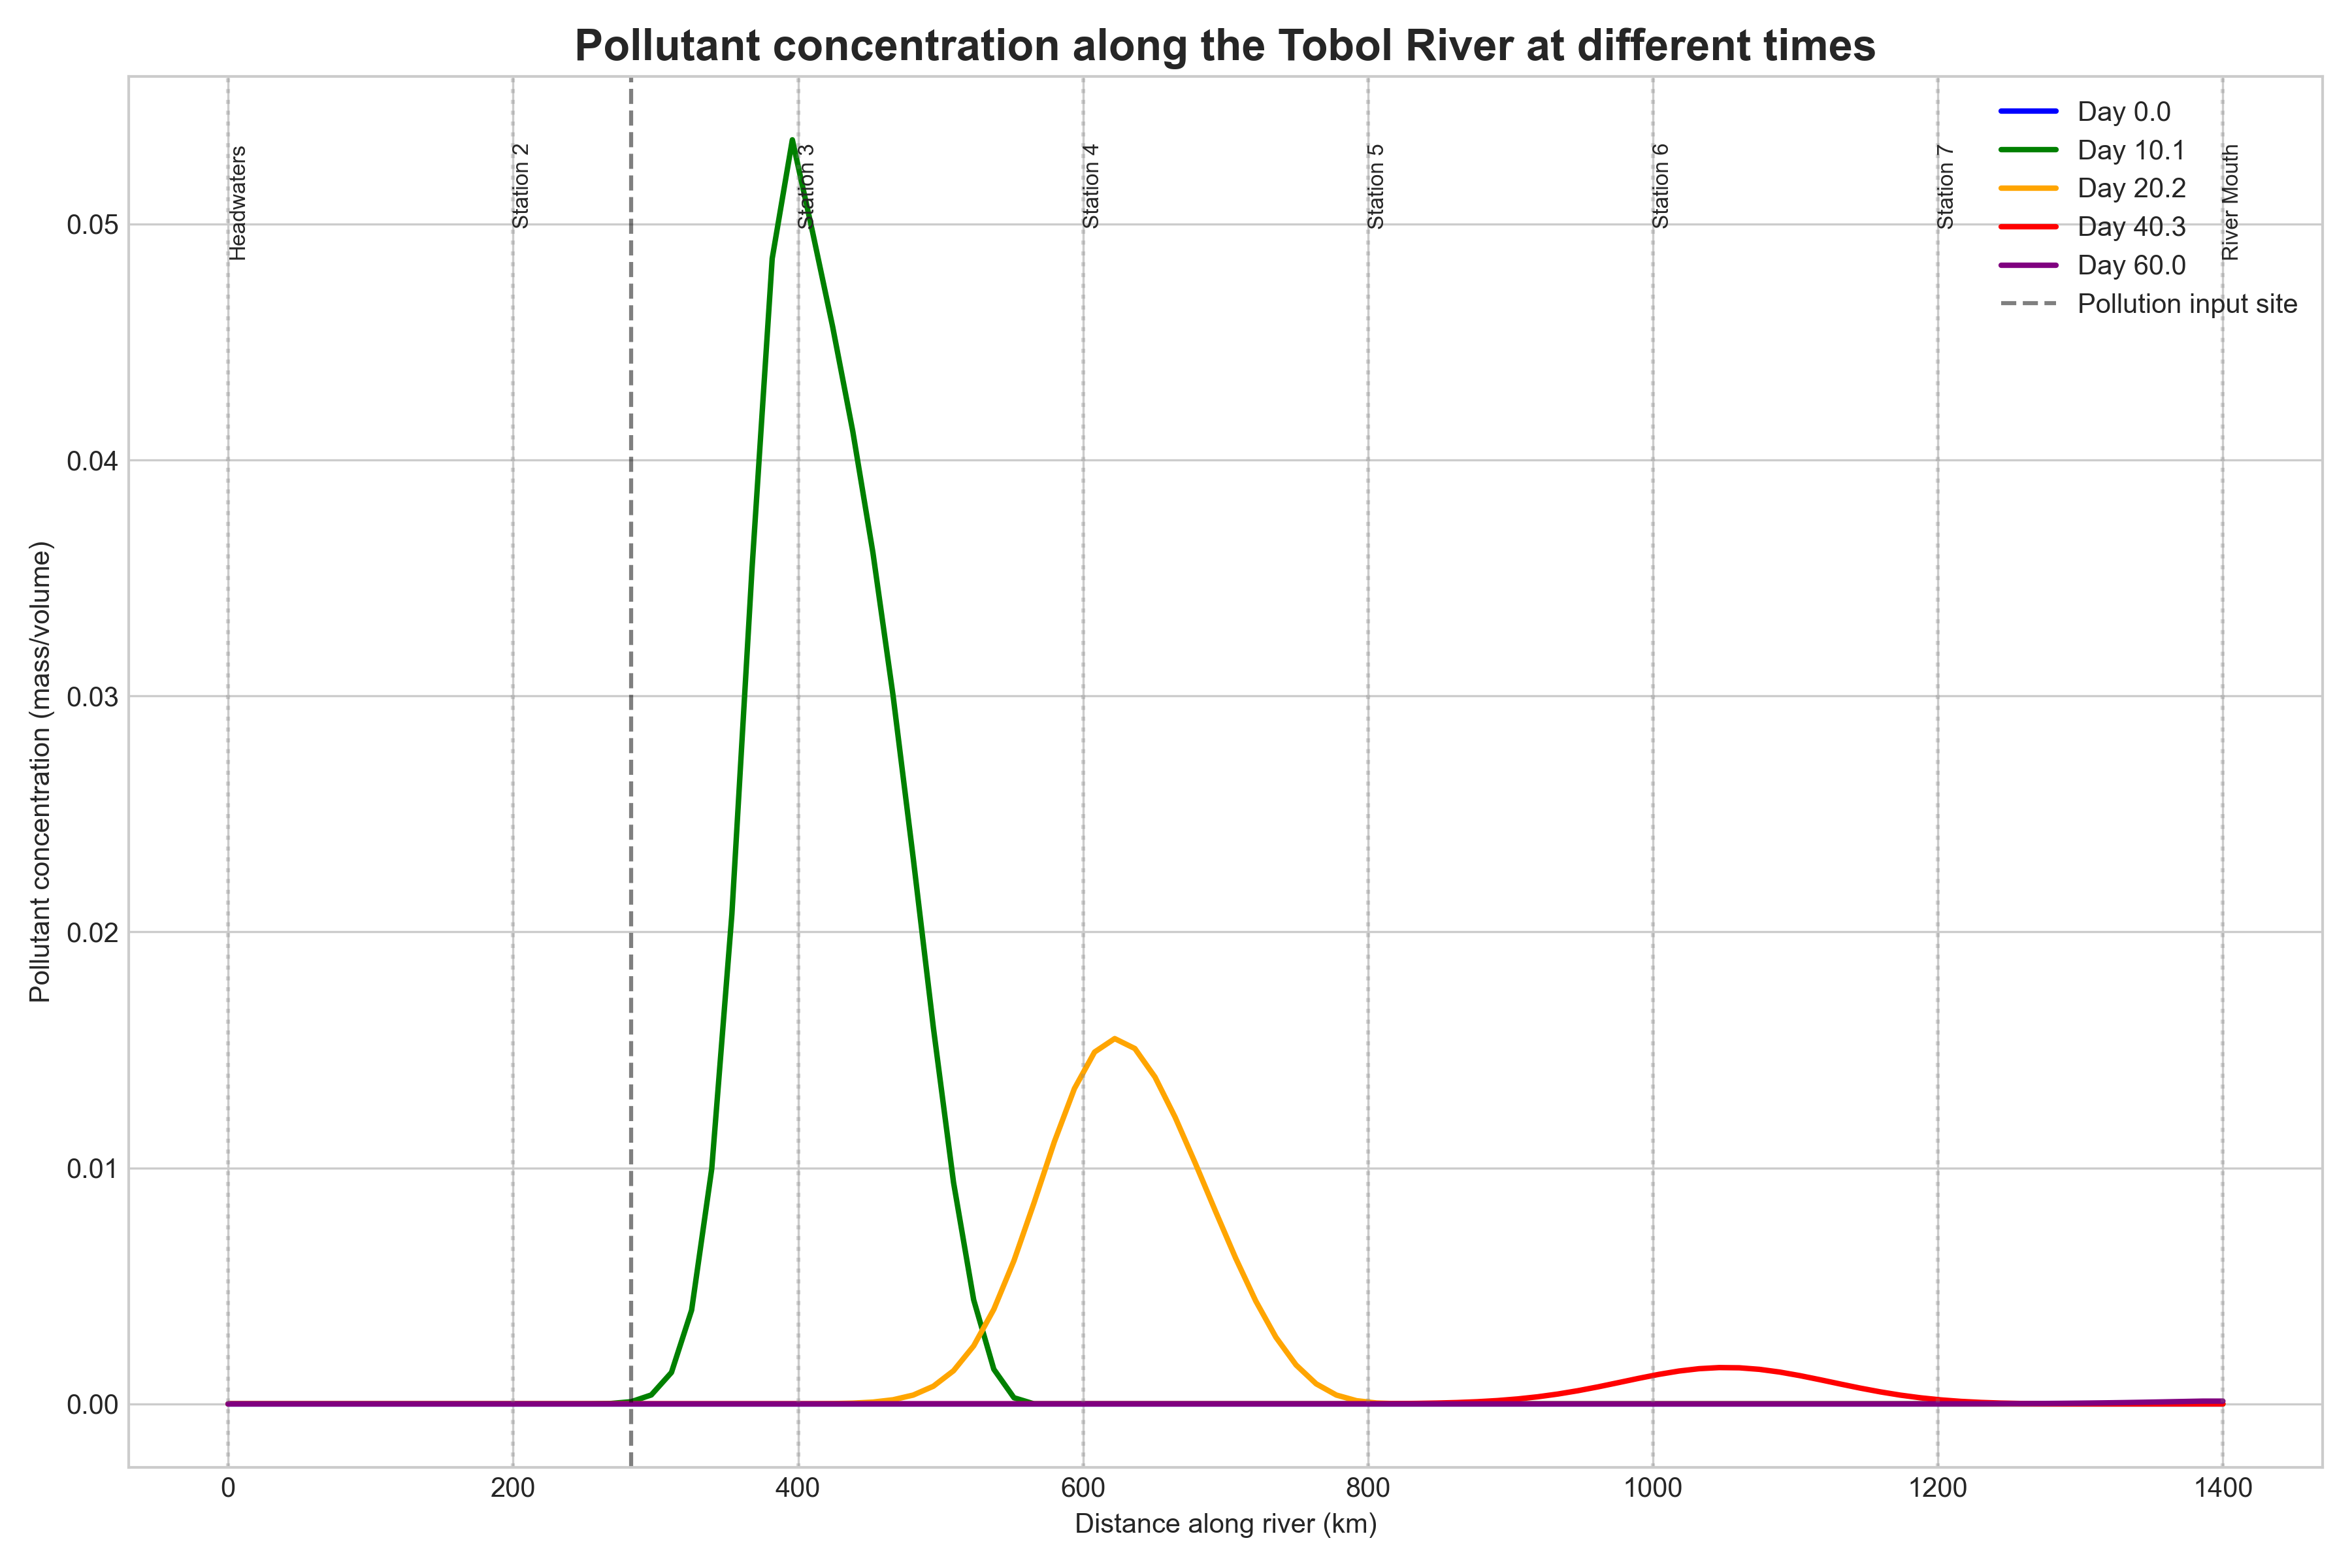 Pollutant concentration along the Tobol River at different times
Headwaters
Station 2
Station 3
Station 4
Station 5
Station 6
Station 7
River Mouth
Day 0.0
Day 10.1
Day 20.2
Day 40.3
Day 60.0
Pollution input site
Pollutant concentration (mass/volume)
0.05
0.04
0.03
0.02
0.01
0.00
0
200
400
600
800
1000
1200
1400
Distance along river (km)